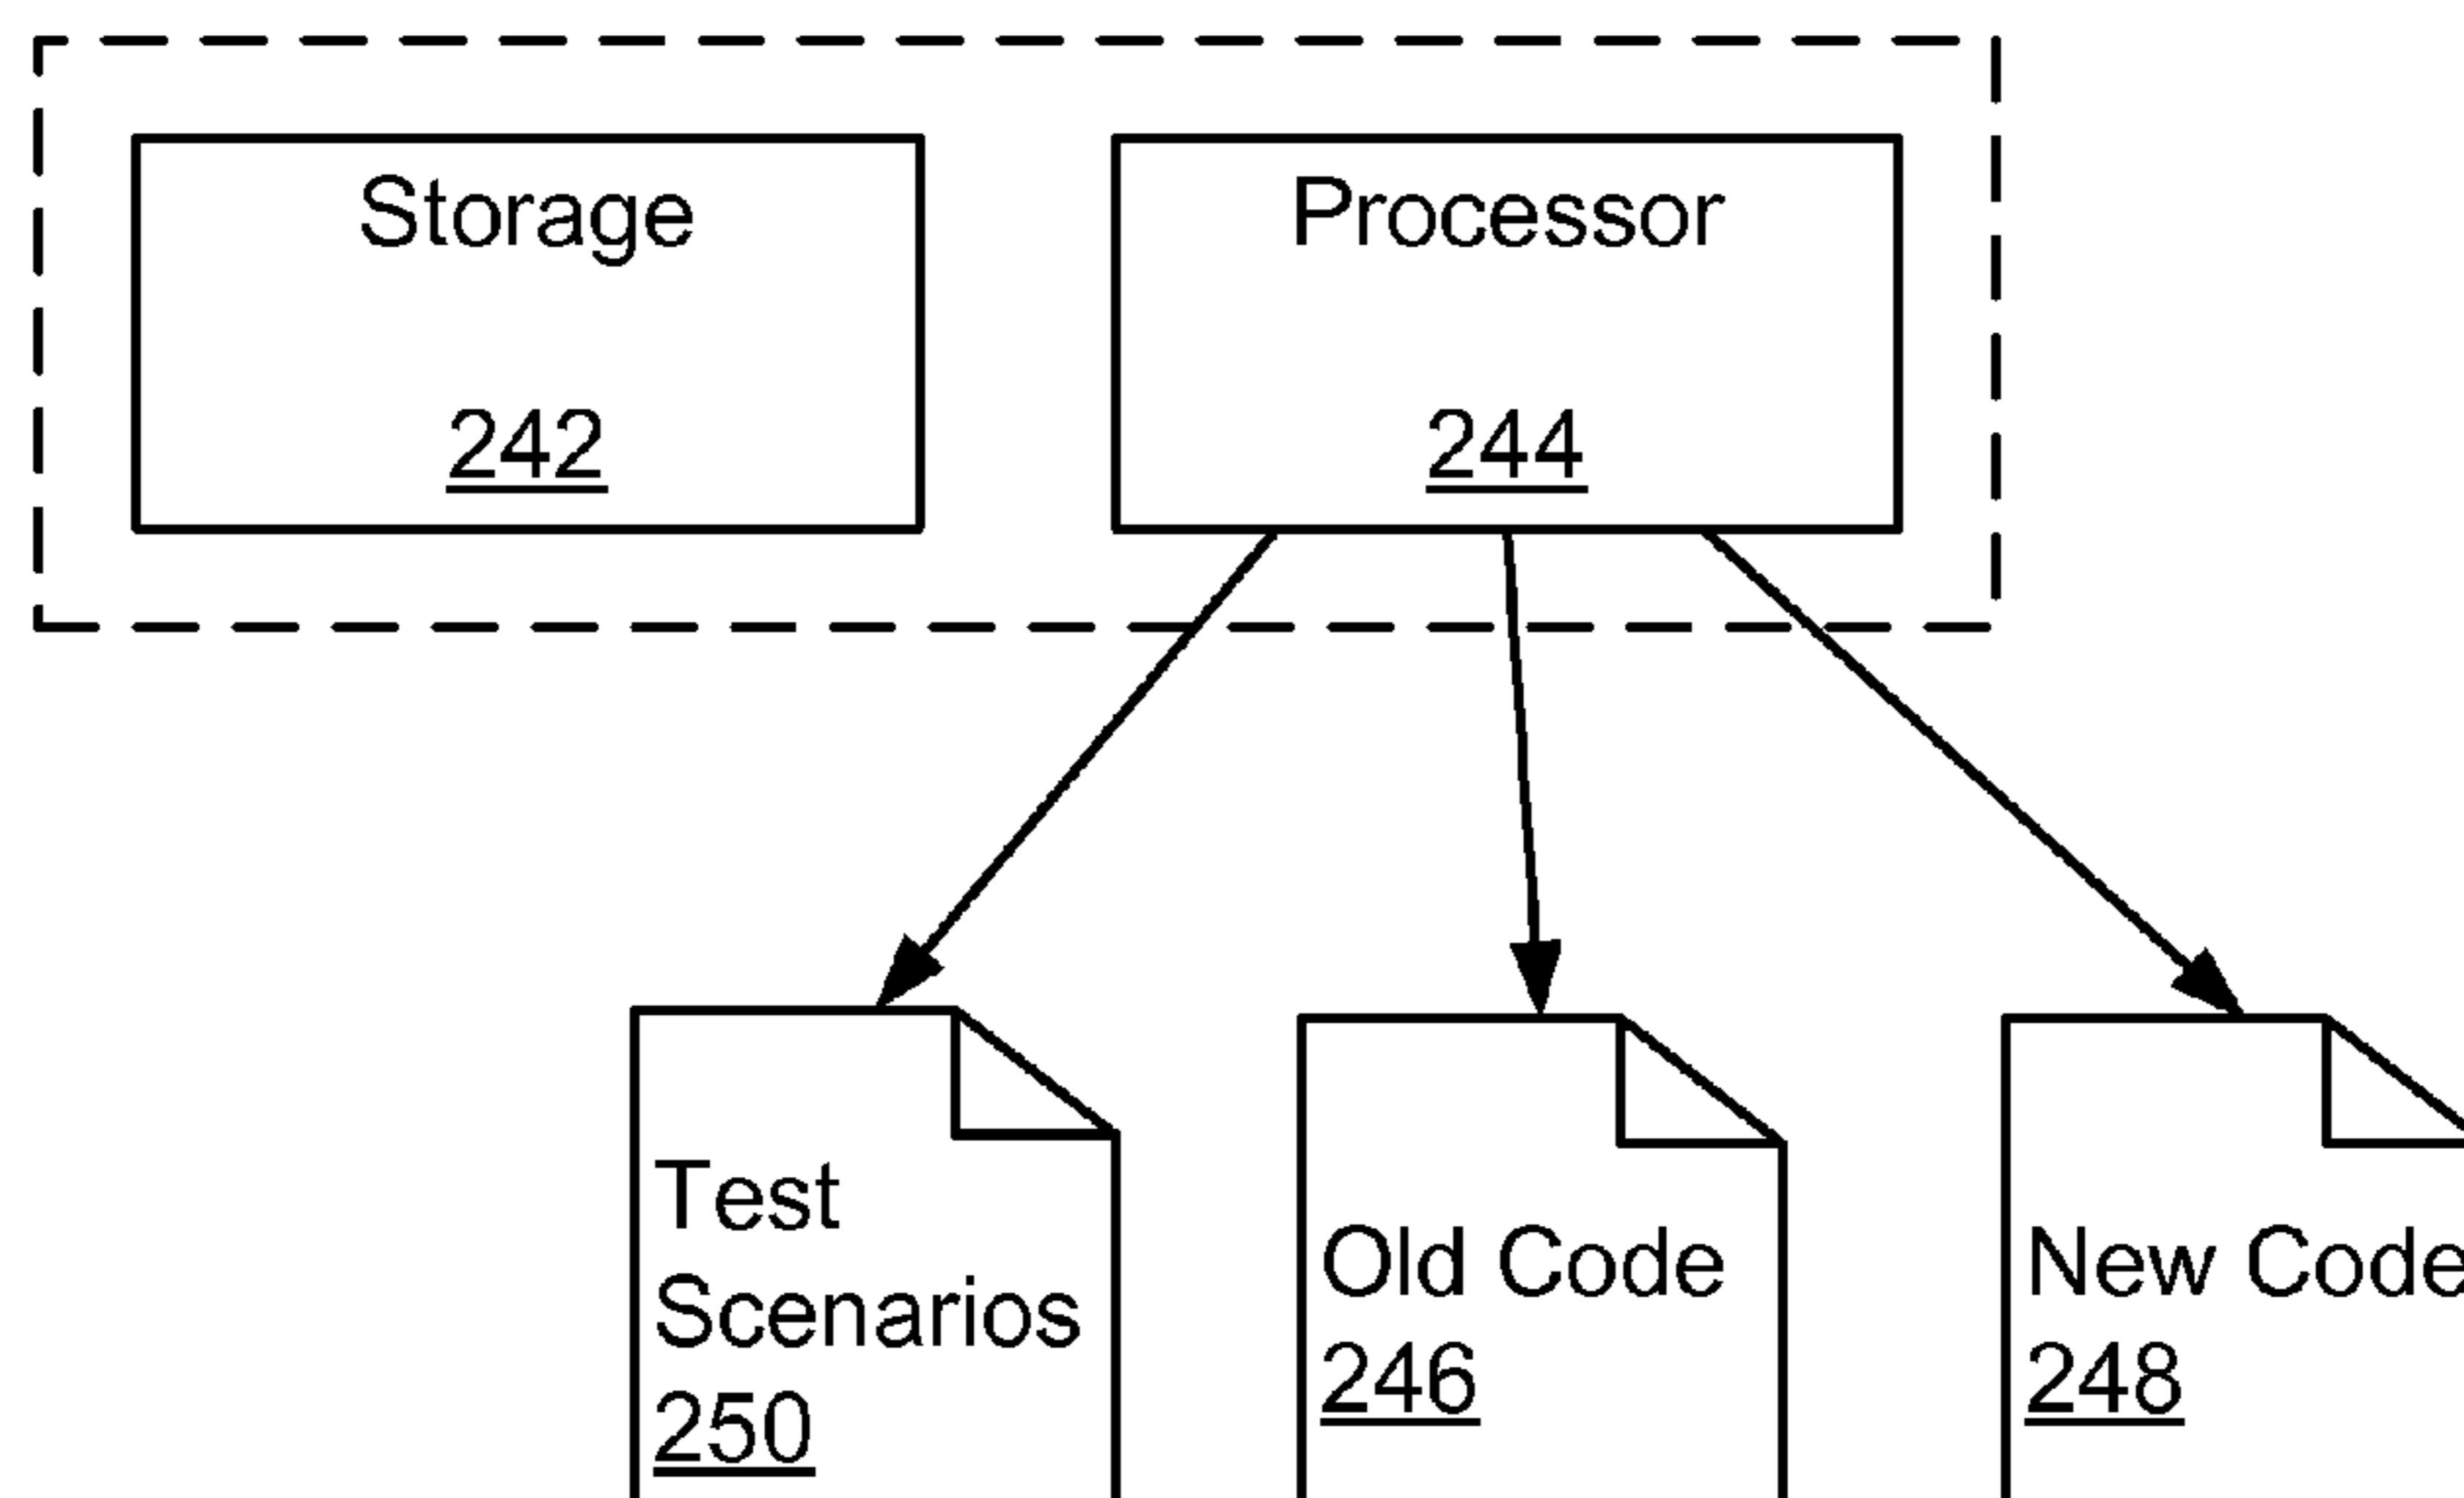 Storage
242
Processor
244
Test
Scenarios
250
Old Code
246
New Code
248